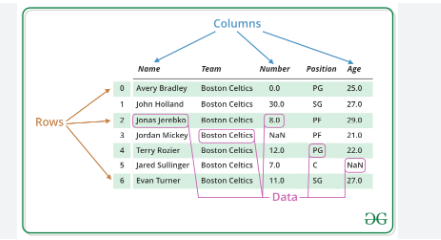 Columns
Name Team Number Position Age
0 Avery Bradley Boston Celtics 0.0 PG 25.0
1 John Holland Boston Celtics 30.0 SG 27.0
Rows 2 Jonas Jerebko Boston Celtics 8.0 PF 29.0
3 Jordan Mickey Boston Celtics NaN PF 21.0
4 Terry Rozier Boston Celtics 12.0 PG 22.0
5 Jared Sullinger Boston Celtics 7.0 C NaN
6 Evan Turner Boston Celtics 11.0 SG 27.0
Data